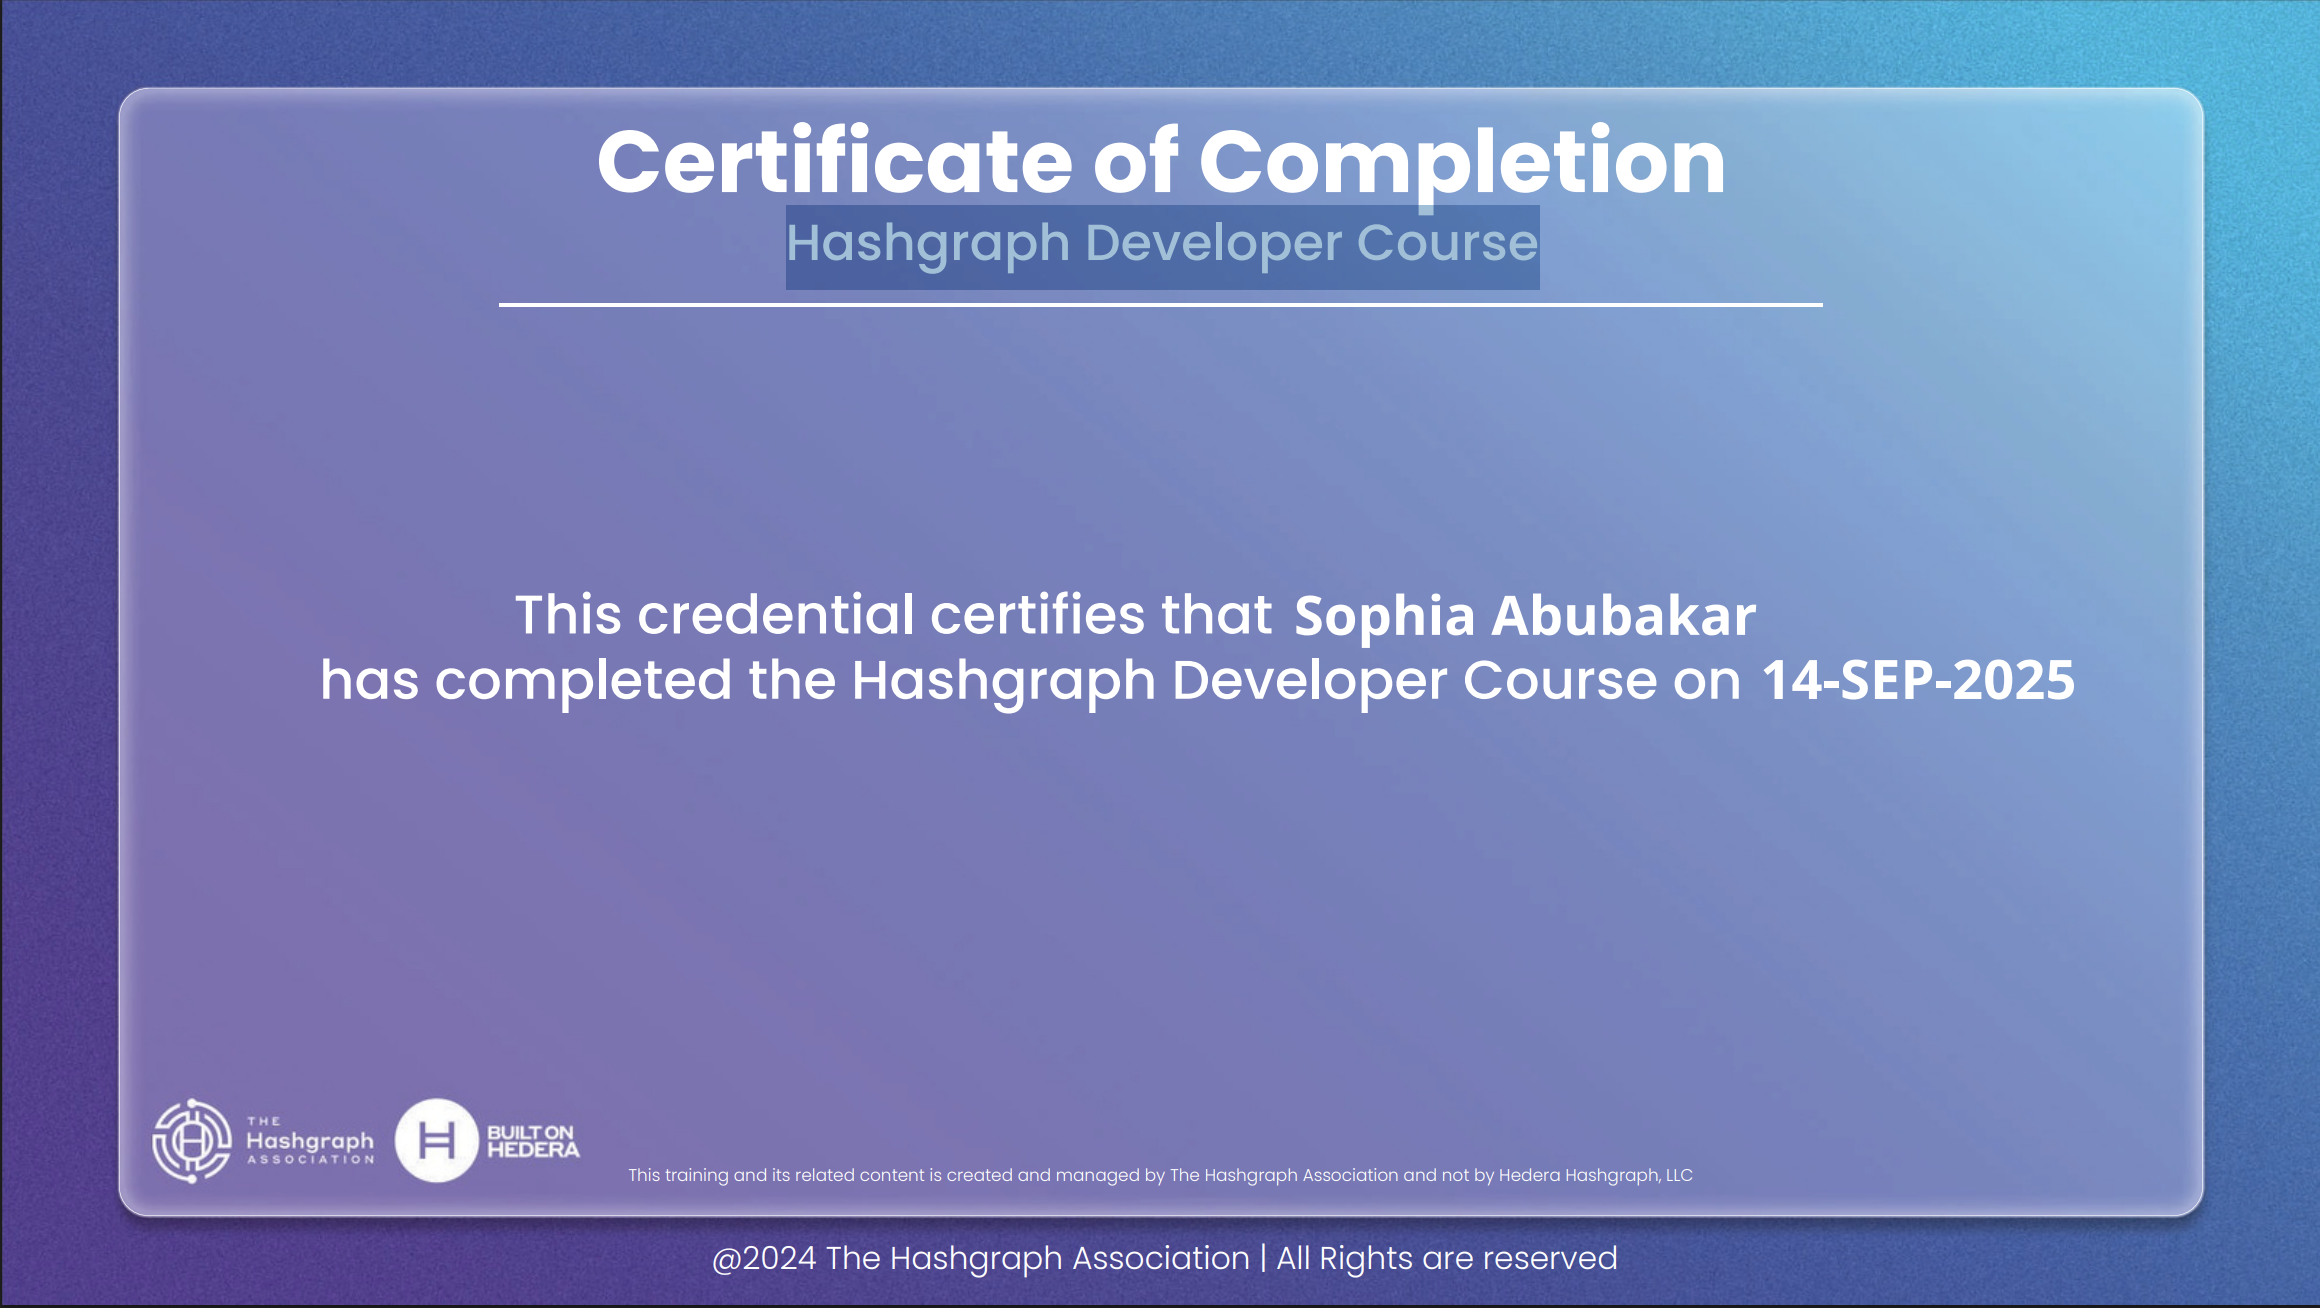 Certificate of Completion
Hashgraph Developer Course
This credential certifies that Sophia Abubakar
has completed the Hashgraph Developer Course on 14-SEP-2025
THE
Hashgraph
ASSOCIATION
BUILT ON
HEDERA
This training and its related content is created and managed by The Hashgraph Association and not by Hedera Hashgraph, LLC
@2024 The Hashgraph Association | All Rights are reserved